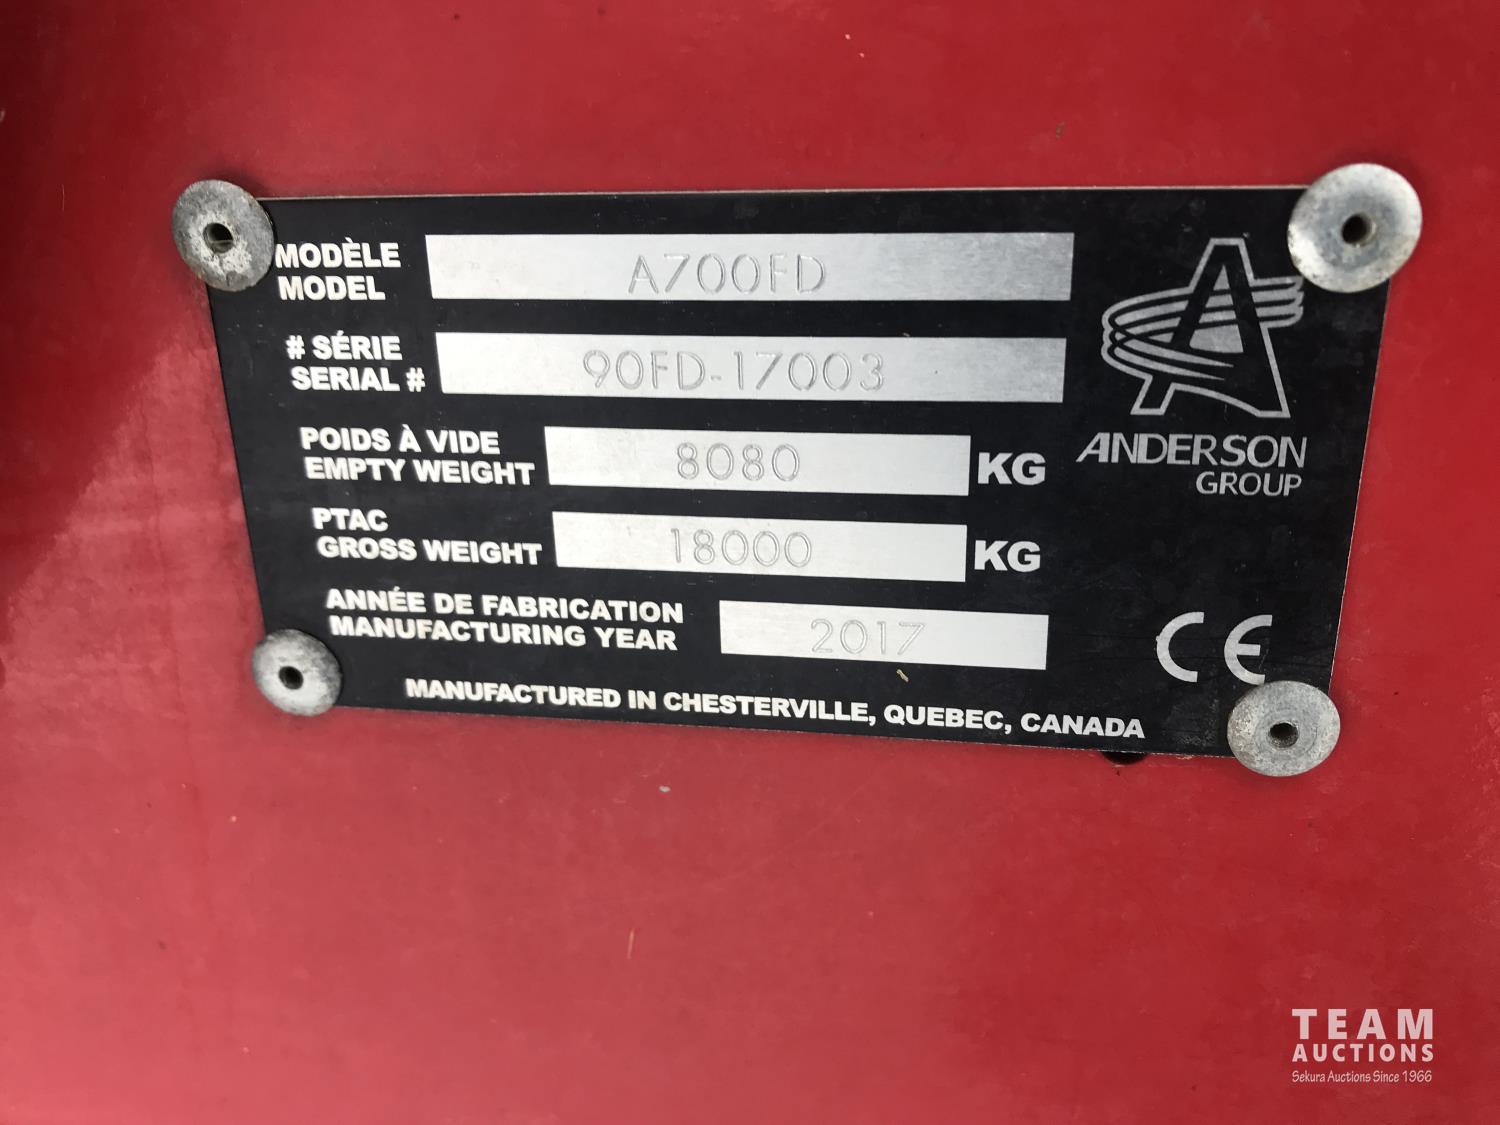 MODÈLE
MODEL
A700FD
# SÉRIE
SERIAL #
90FD-17003
POIDS À VIDE
EMPTY WEIGHT
8080 KG
PTAC
GROSS WEIGHT
18000 KG
ANNÉE DE FABRICATION
MANUFACTURING YEAR
2017
MANUFACTURED IN CHESTERVILLE, QUEBEC, CANADA
ANDERSON
GROUP
CE
TEAM
AUCTIONS
Sekura Auctions Since 1966